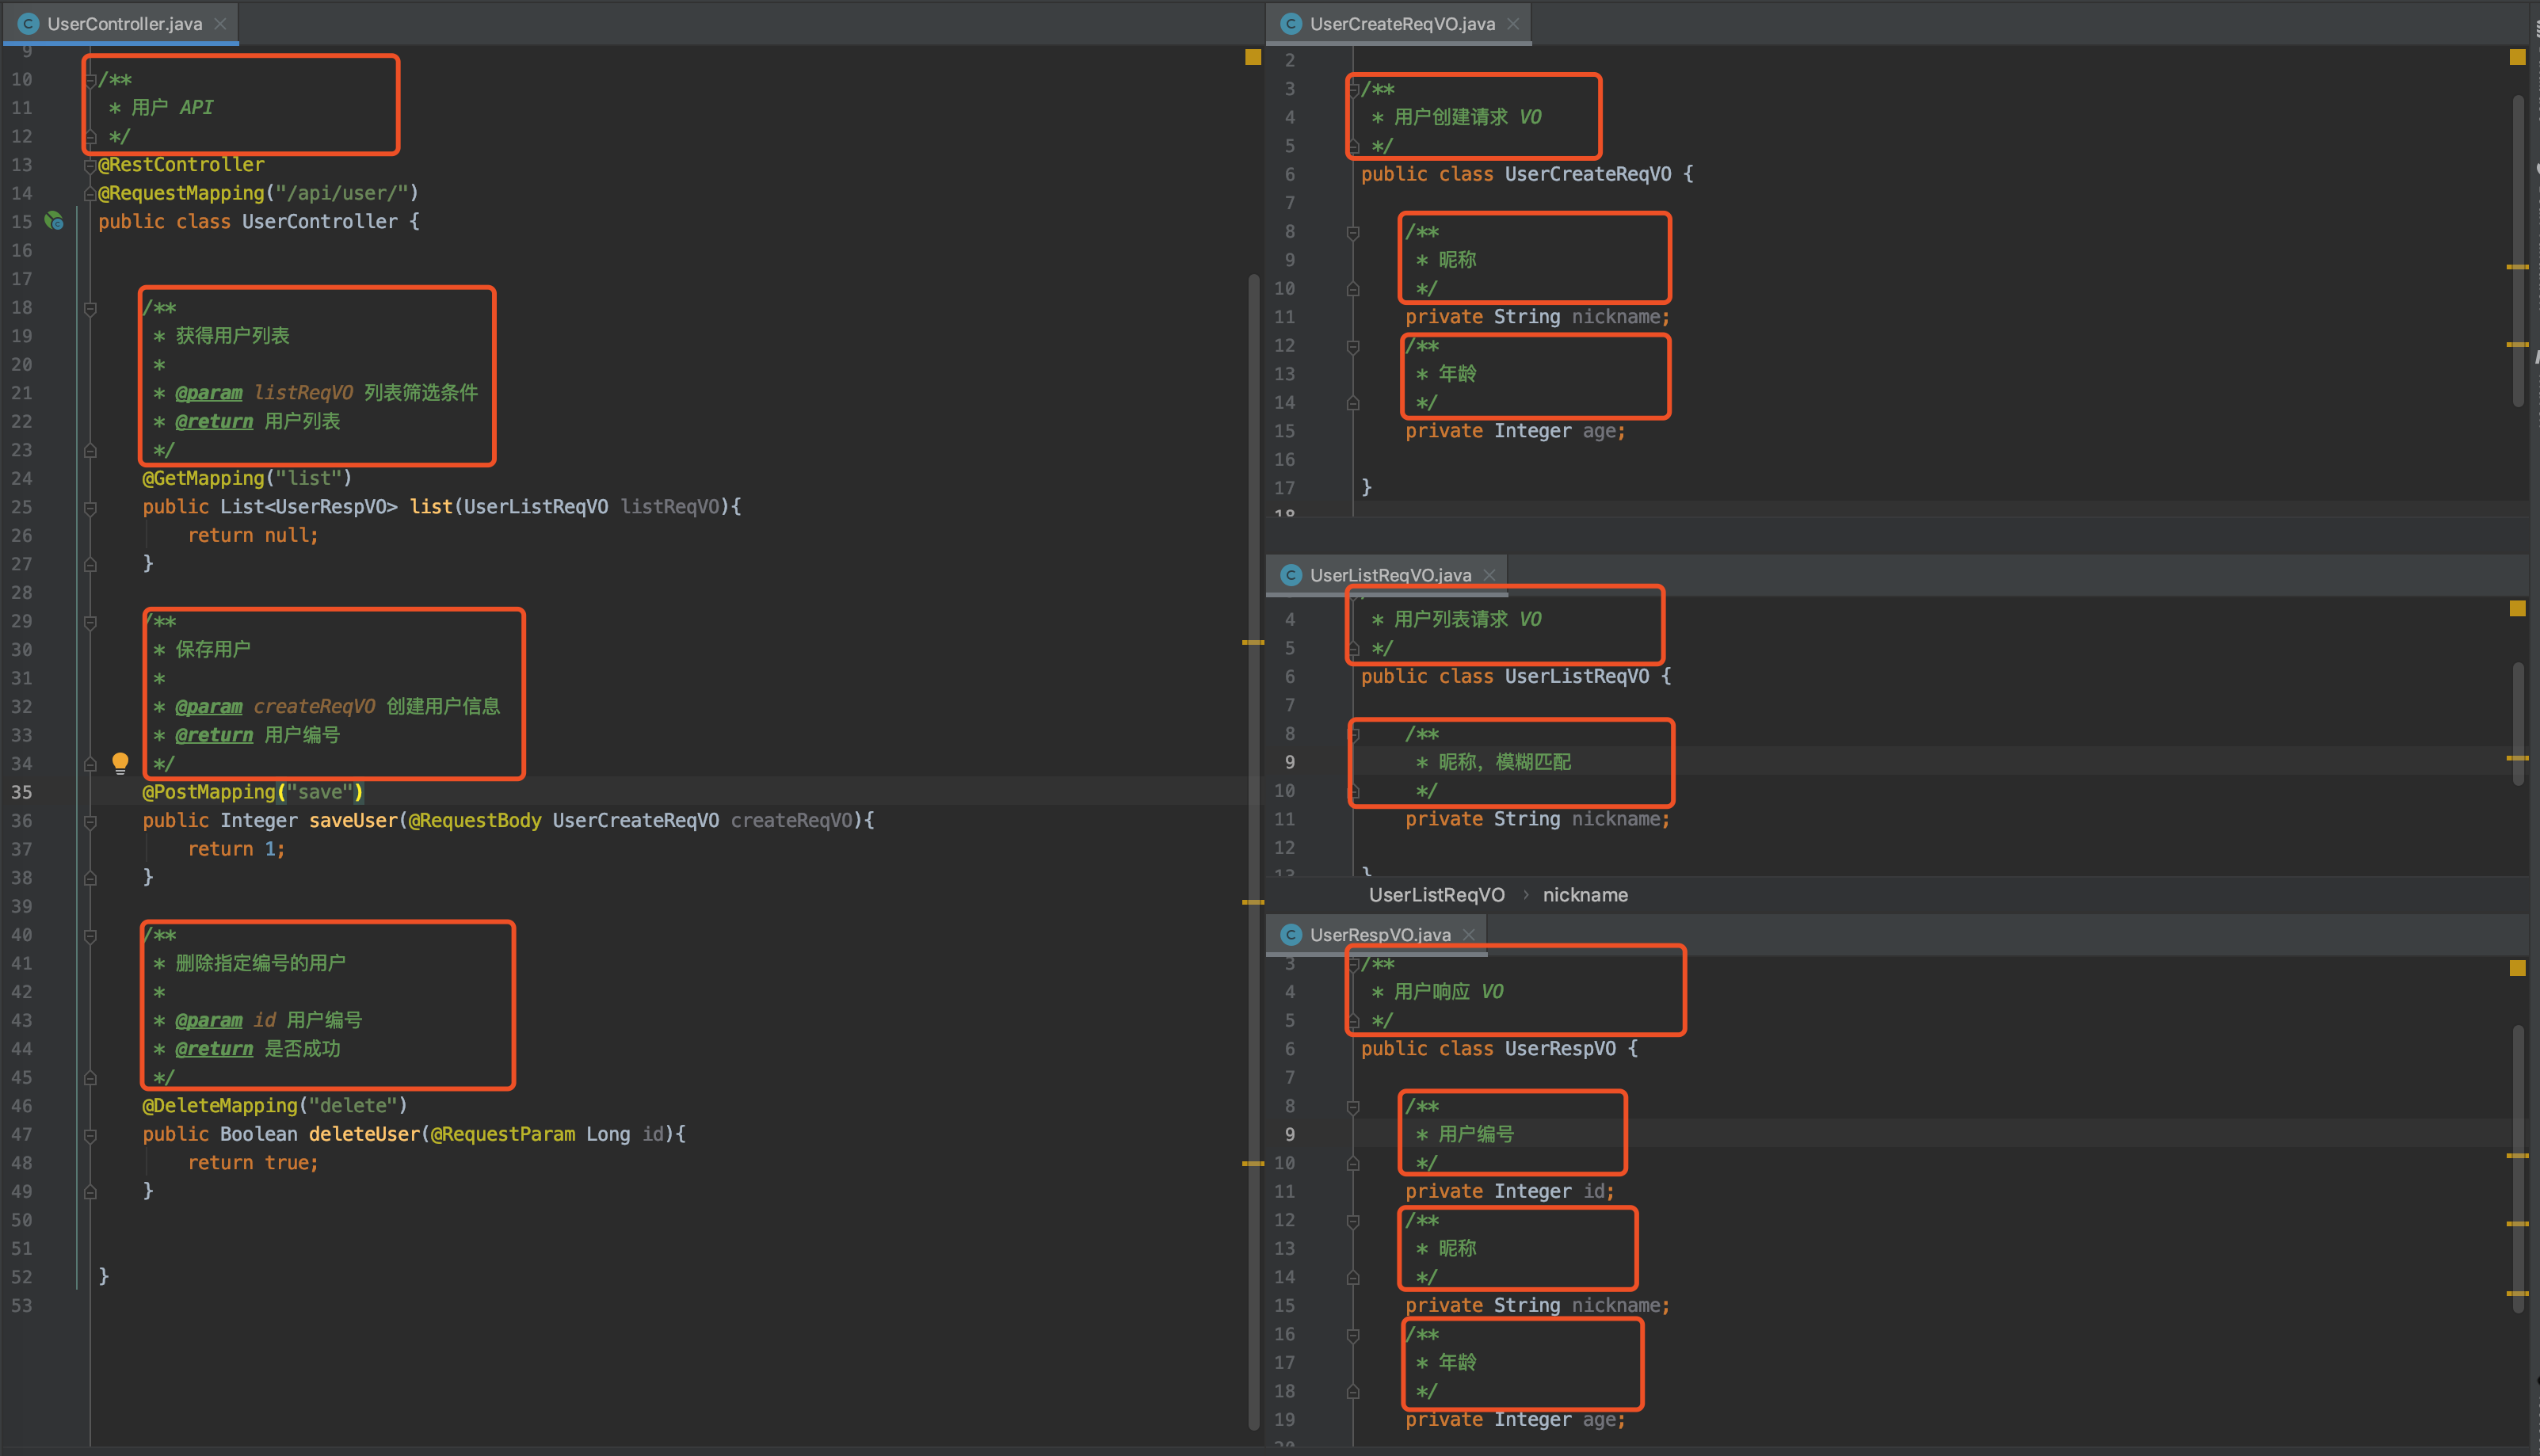 UserController.java
9
10 /**
11 * 用户 API
12 */
13 @RestController
14 @RequestMapping("/api/user/")
15 public class UserController {
16
17
18 /**
19 * 获得用户列表
20 *
21 * @param listReqVO 列表筛选条件
22 * @return 用户列表
23 */
24 @GetMapping("list")
25 public List<UserRespVO> list(UserListReqVO listReqVO){
26 return null;
27 }
28
29 /**
30 * 保存用户
31 *
32 * @param createReqVO 创建用户信息
33 * @return 用户编号
34 */
35 @PostMapping("save")
36 public Integer saveUser(@RequestBody UserCreateReqVO createReqVO){
37 return 1;
38 }
39
40 /**
41 * 删除指定编号的用户
42 *
43 * @param id 用户编号
44 * @return 是否成功
45 */
46 @DeleteMapping("delete")
47 public Boolean deleteUser(@RequestParam Long id){
48 return true;
49 }
50
51
52 }
53
UserCreateReqVO.java
2
3 /**
4 * 用户创建请求 VO
5 */
6 public class UserCreateReqVO {
7
8 /**
9 * 昵称
10 */
11 private String nickname;
12 /**
13 * 年龄
14 */
15 private Integer age;
16
17 }
18
UserListReqVO.java
4 * 用户列表请求 VO
5 */
6 public class UserListReqVO {
7
8 /**
9 * 昵称，模糊匹配
10 */
11 private String nickname;
12
13 }
UserListReqVO › nickname
UserRespVO.java
3 /**
4 * 用户响应 VO
5 */
6 public class UserRespVO {
7
8 /**
9 * 用户编号
10 */
11 private Integer id;
12 /**
13 * 昵称
14 */
15 private String nickname;
16 /**
17 * 年龄
18 */
19 private Integer age;
20